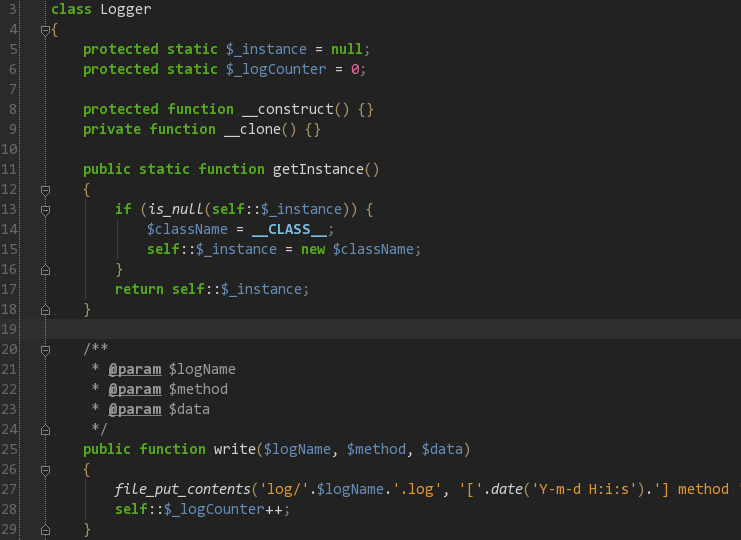 3 class Logger
4 {
5 protected static $_instance = null;
6 protected static $_logCounter = 0;
7
8 protected function __construct() {}
9 private function __clone() {}
10
11 public static function getInstance()
12 {
13 if (is_null(self::$_instance)) {
14 $className = __CLASS__;
15 self::$_instance = new $className;
16 }
17 return self::$_instance;
18 }
19
20 /**
21 * @param $logName
22 * @param $method
23 * @param $data
24 */
25 public function write($logName, $method, $data)
26 {
27 file_put_contents('log/'.$logName.'.log', '['.date('Y-m-d H:i:s').'] method '
28 self::$_logCounter++;
29 }